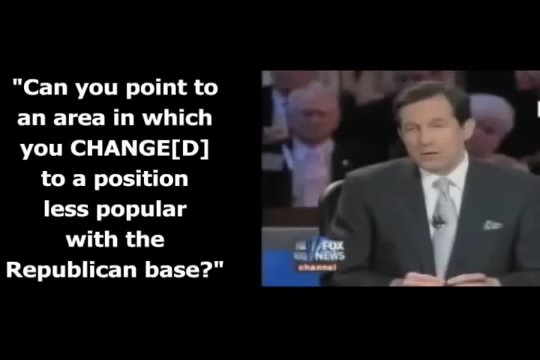 "Can you point to
an area in which
you CHANGE[D]
to a position
less popular
with the
Republican base?"
FOX
NEWS
channel